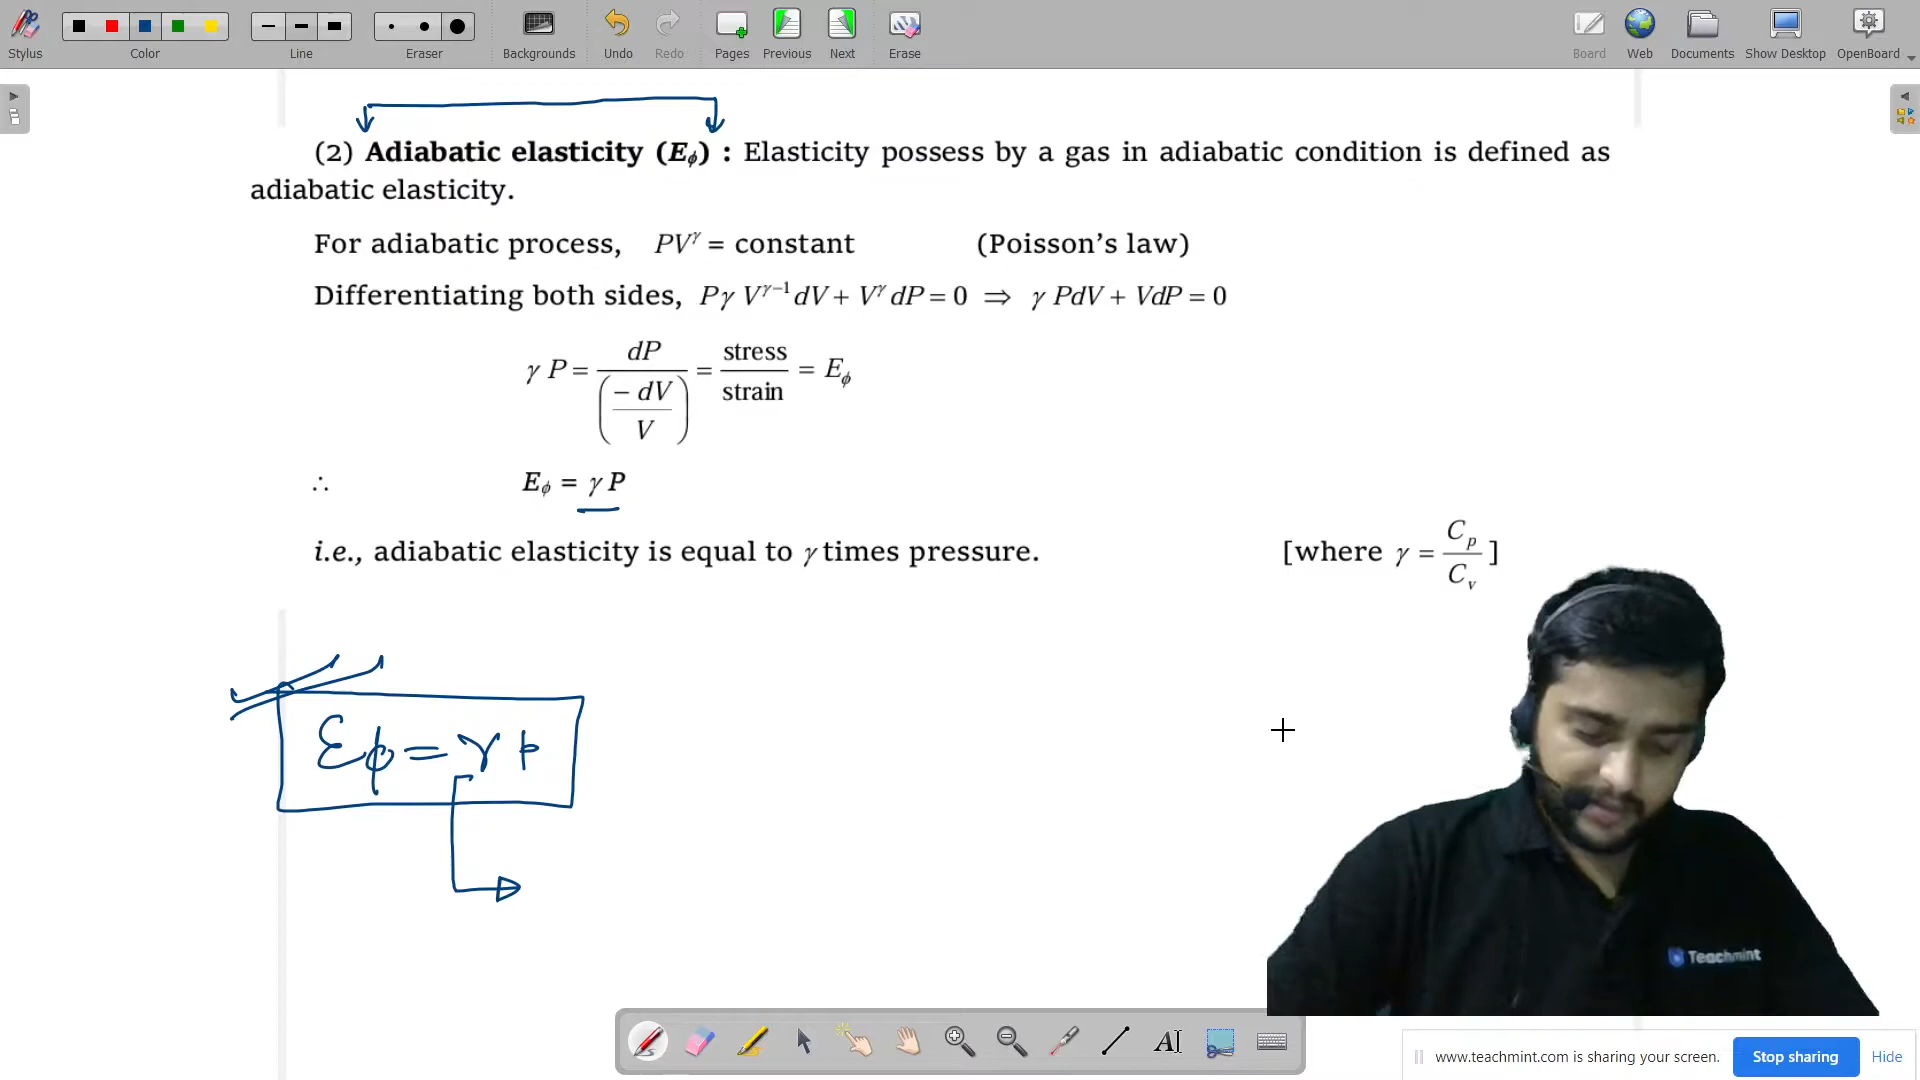 Stylus Color Line Eraser Backgrounds Undo Redo Pages Previous Next Erase Board Web Documents Show Desktop OpenBoard
(2) Adiabatic elasticity (Eϕ) : Elasticity possess by a gas in adiabatic condition is defined as
adiabatic elasticity.
For adiabatic process, PV^γ = constant (Poisson's law)
Differentiating both sides, Pγ V^γ−1 dV + V^γ dP = 0 ⇒ γ PdV + VdP = 0
γ P = dP / (− dV / V) = stress / strain = Eϕ
∴ Eϕ = γ P
i.e., adiabatic elasticity is equal to γ times pressure. [where γ = Cp / Cv ]
Eϕ = γ P
Teachmint
www.teachmint.com is sharing your screen. Stop sharing Hide